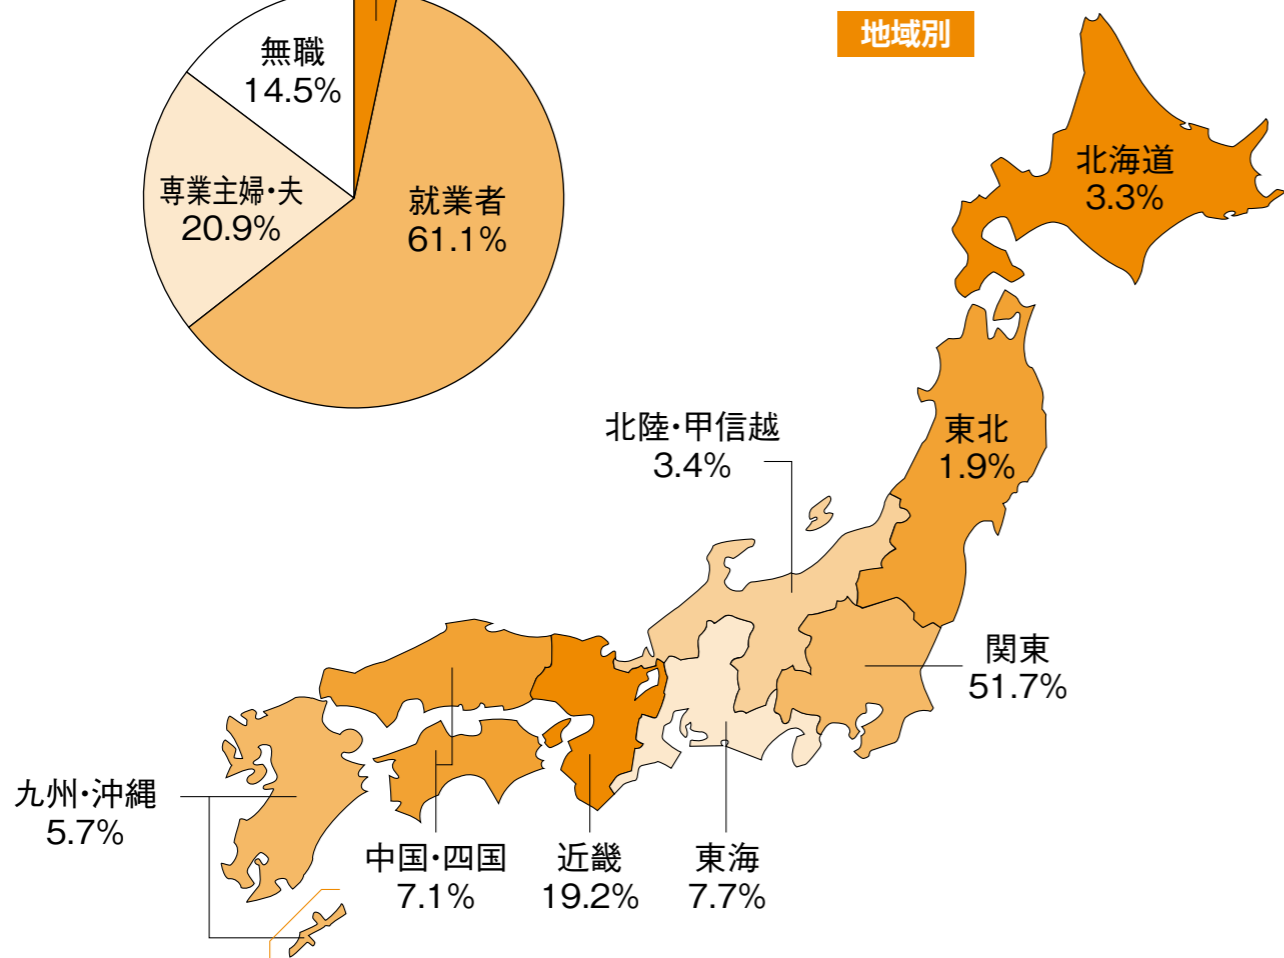 無職
14.5%
専業主婦・夫
20.9%
就業者
61.1%
地域別
北海道
3.3%
東北
1.9%
北陸・甲信越
3.4%
関東
51.7%
九州・沖縄
5.7%
中国・四国
7.1%
近畿
19.2%
東海
7.7%